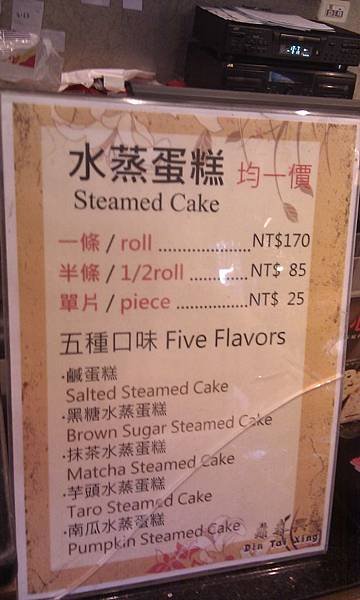 水蒸蛋糕 均一價
Steamed Cake
一條 / roll ....................NT$170
半條 / 1/2roll .............NT$ 85
單片 / piece ................NT$ 25
五種口味 Five Flavors
·鹹蛋糕
Salted Steamed Cake
·黑糖水蒸蛋糕
Brown Sugar Steamed Cake
·抹茶水蒸蛋糕
Matcha Steamed Cake
·芋頭水蒸蛋糕
Taro Steamed Cake
·南瓜水蒸蛋糕
Pumpkin Steamed Cake
Din Tai Xing